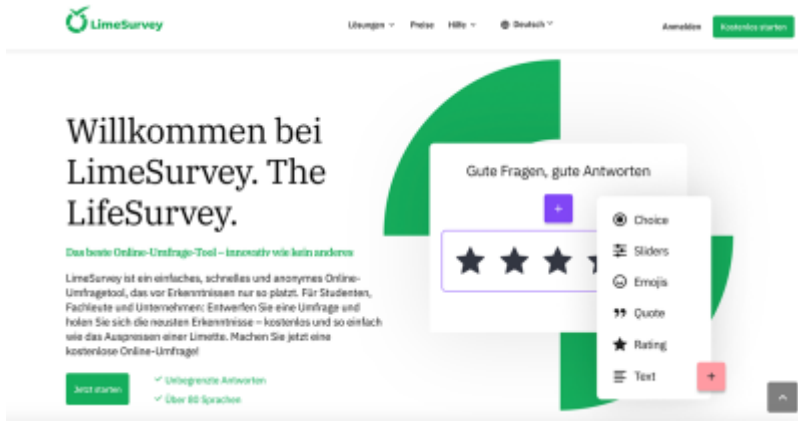 LimeSurvey
Lösungen Preise Hilfe Deutsch Anmelden Kostenlos starten
Willkommen bei
LimeSurvey. The
LifeSurvey.
Das beste Online-Umfrage-Tool – innovativ wie kein anderes
LimeSurvey ist ein einfaches, schnelles und anonymes Online-
Umfragetool, das vor Erkenntnissen nur so platzt. Für Studenten,
Fachleute und Unternehmen: Entwerfen Sie eine Umfrage und
holen Sie sich die neusten Erkenntnisse – kostenlos und so einfach
wie das Auspressen einer Limette. Machen Sie jetzt eine
kostenlose Online-Umfrage!
Jetzt starten
Unbegrenzte Antworten
Über 80 Sprachen
Gute Fragen, gute Antworten
+
Choice
Sliders
Emojis
Quote
Rating
Text
+